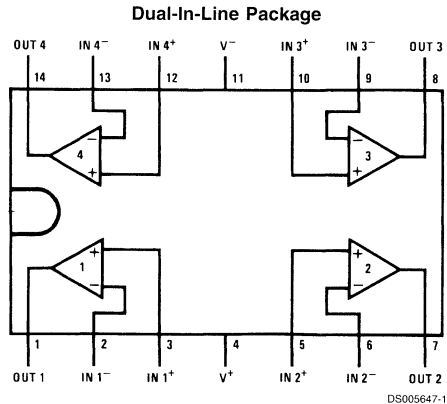 Dual-In-Line Package
OUT 4 IN 4− IN 4+ V− IN 3+ IN 3− OUT 3
14 13 12 11 10 9 8
− −
4 3
+ +
+ +
1 2
− −
1 2 3 4 5 6 7
OUT 1 IN 1− IN 1+ V+ IN 2+ IN 2− OUT 2
DS005647-1